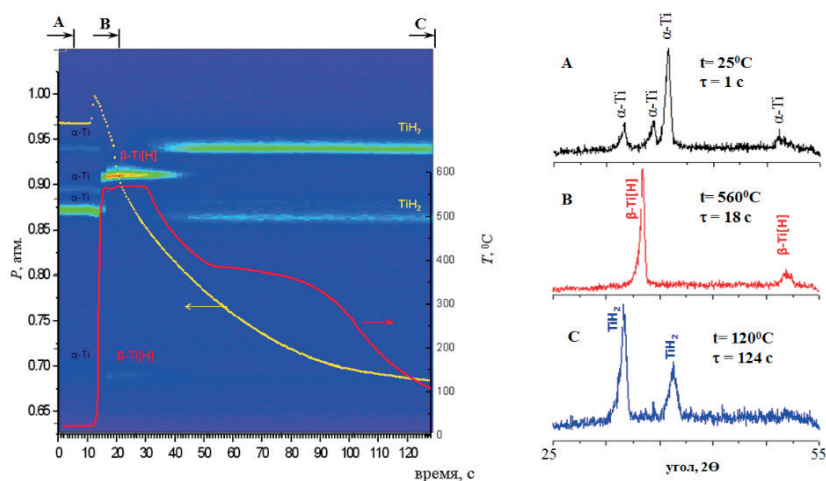 A
B
C
P, атм.
1.00
0.95
0.90
0.85
0.80
0.75
0.70
0.65
α-Ti
α-Ti
α-Ti
α-Ti
β-Ti[H]
β-Ti[H]
TiH₂
TiH₂
600
500
400
300
200
100
0
T, ⁰C
0 10 20 30 40 50 60 70 80 90 100 110 120
время, с
A
α-Ti
α-Ti
α-Ti
α-Ti
t= 25⁰C
τ = 1 c
B
β-Ti[H]
β-Ti[H]
t= 560⁰C
τ = 18 c
C
TiH₂
TiH₂
t= 120⁰C
τ = 124 c
25
55
угол, 2Θ